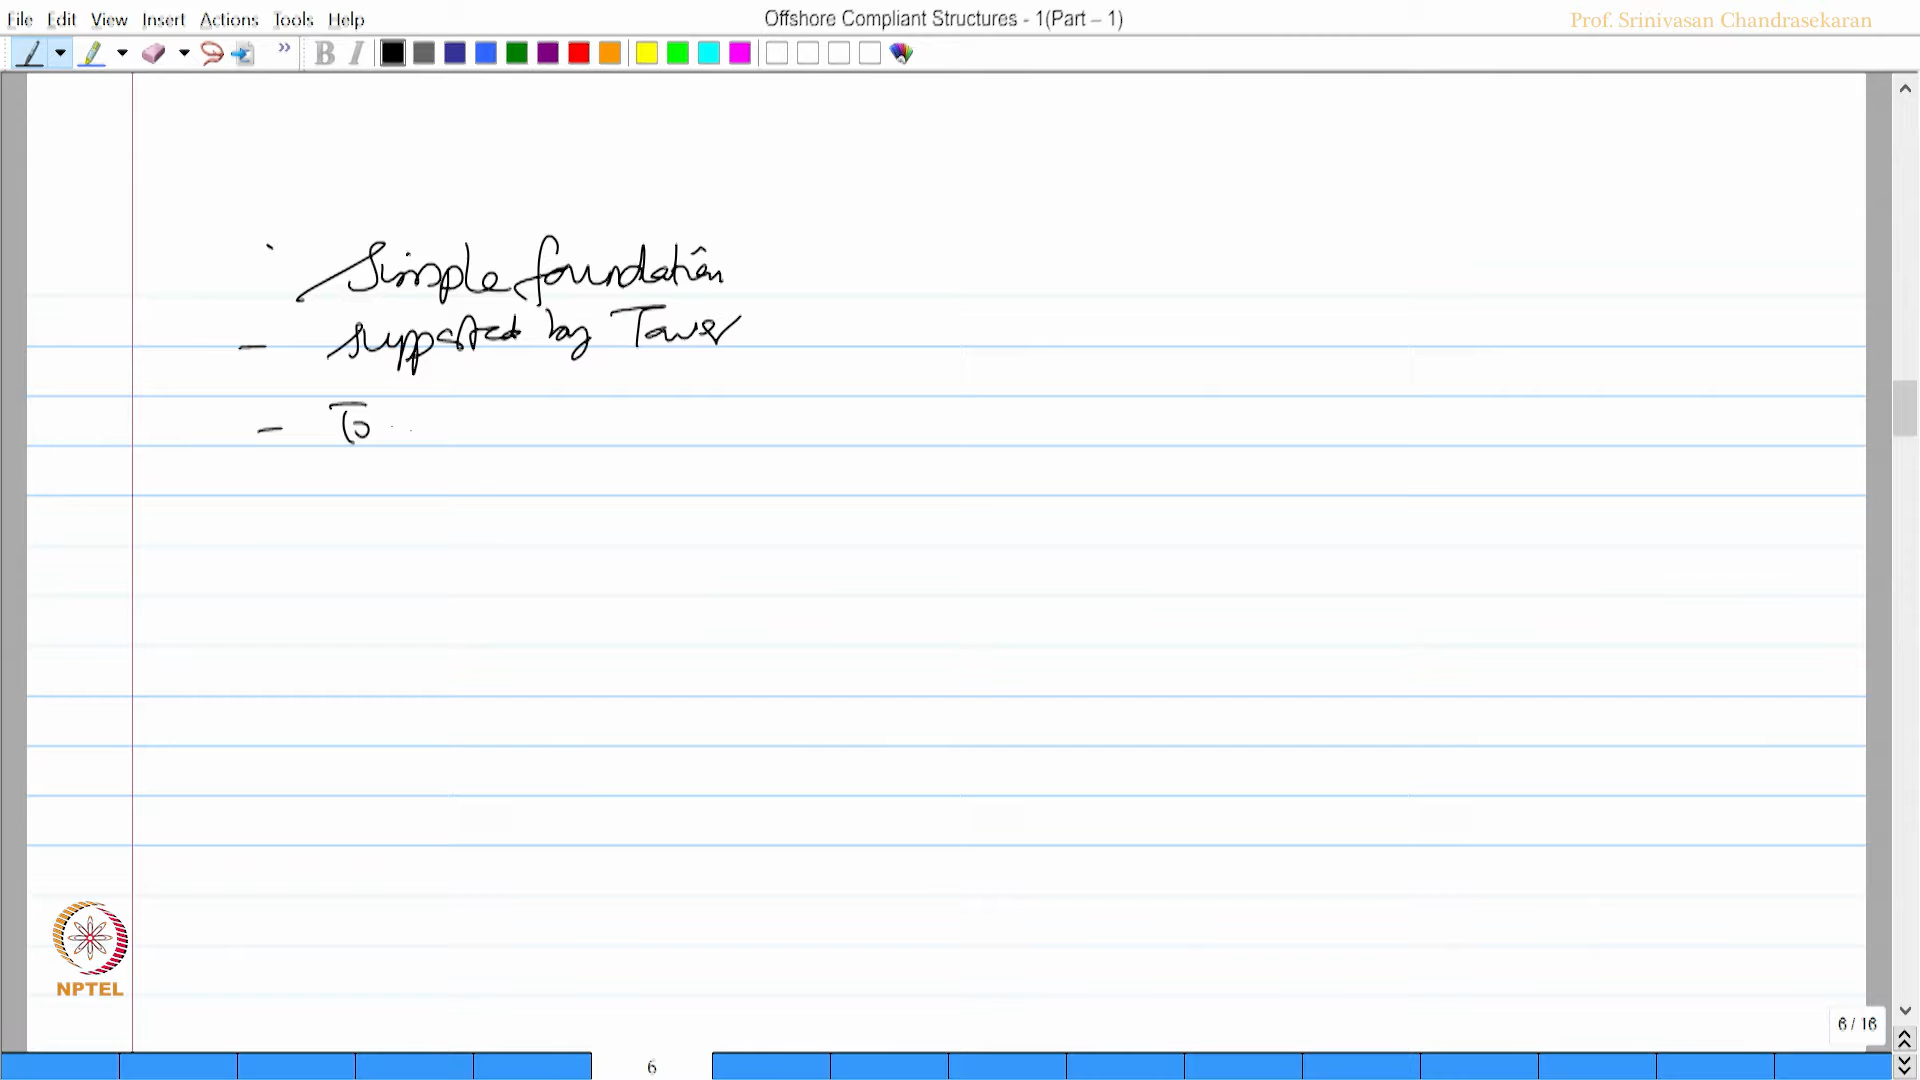 File Edit View Insert Actions Tools Help
Offshore Compliant Structures - 1(Part – 1)
Prof. Srinivasan Chandrasekaran
B I
Simple foundation
- supported by Tower
- To
NPTEL
6 / 16
6